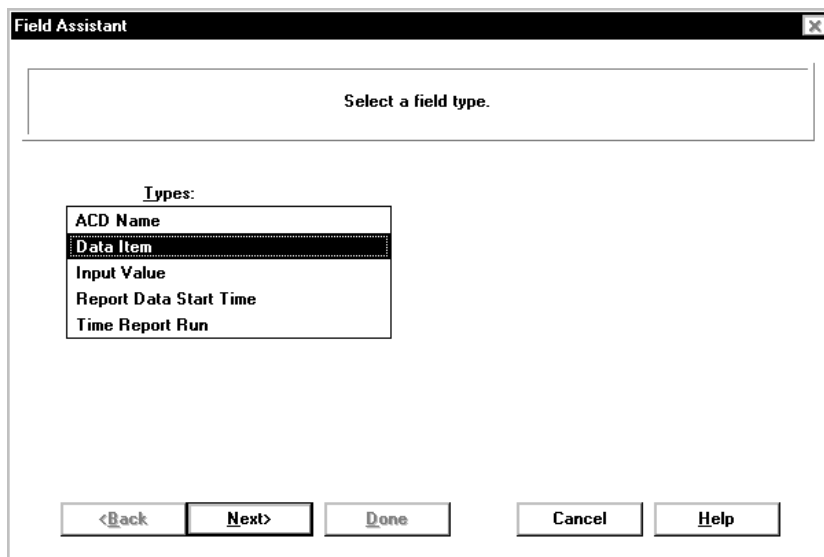 Field Assistant
Select a field type.
Types:
ACD Name
Data Item
Input Value
Report Data Start Time
Time Report Run
<Back Next> Done Cancel Help